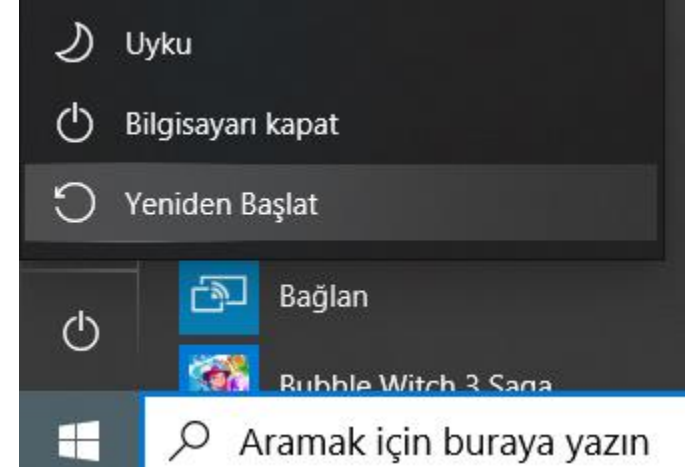 Uyku
Bilgisayarı kapat
Yeniden Başlat
Bağlan
Bubble Witch 3 Saga
Aramak için buraya yazın